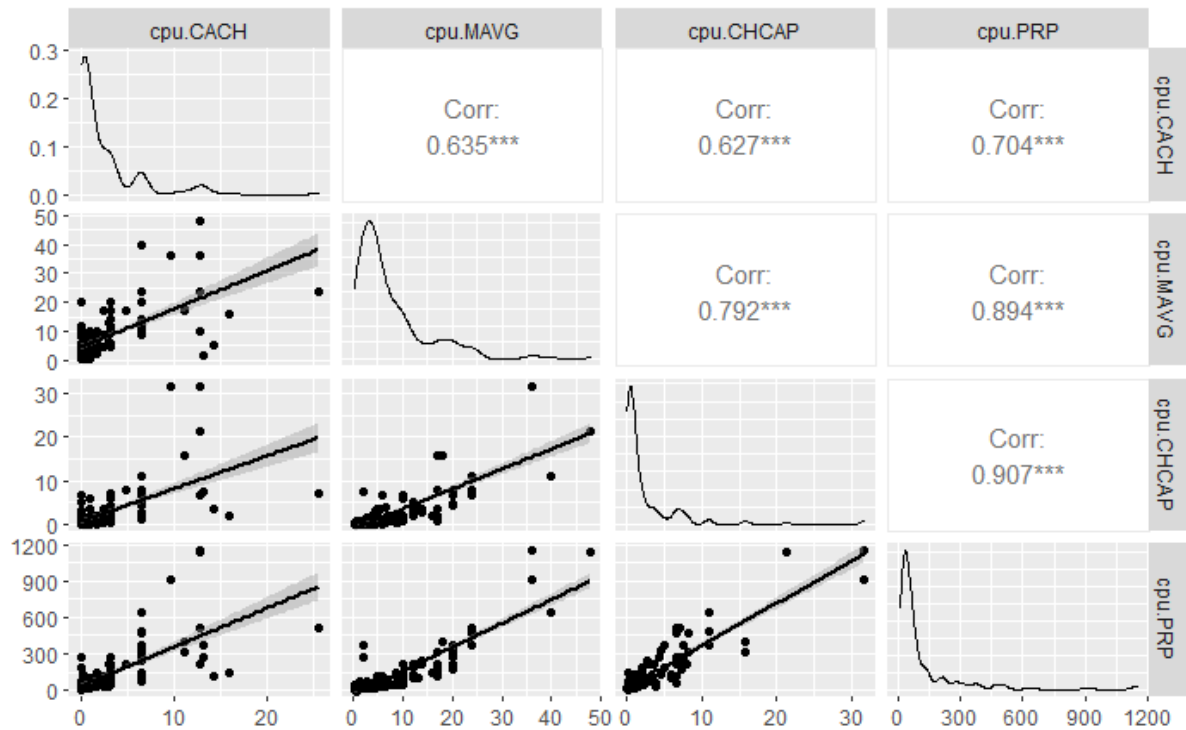 cpu.CACH cpu.MAVG cpu.CHCAP cpu.PRP
0.3
0.2
0.1
0.0
Corr:
0.635***
Corr:
0.627***
Corr:
0.704***
cpu.CACH
50
40
30
20
10
0
Corr:
0.792***
Corr:
0.894***
cpu.MAVG
30
20
10
0
Corr:
0.907***
cpu.CHCAP
1200
900
600
300
0
cpu.PRP
0 10 20 0 10 20 30 40 50 0 10 20 30 0 300 600 900 1200